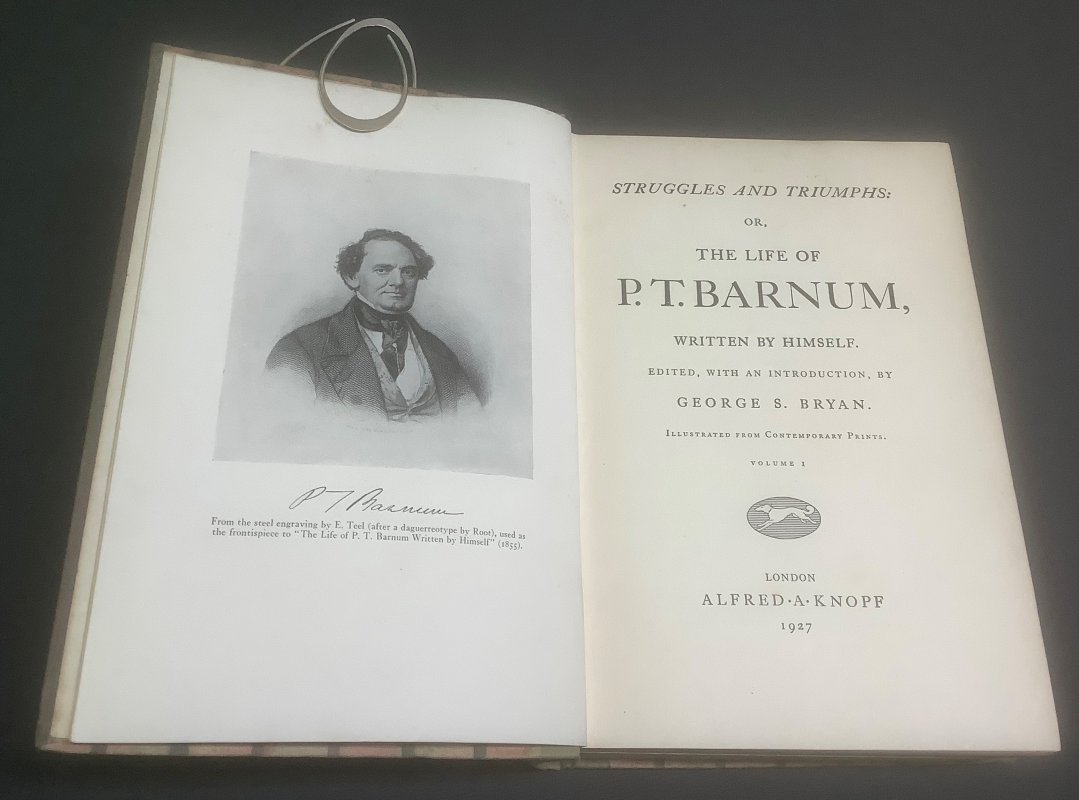 P T Barnum
From the steel engraving by E. Teel (after a daguerreotype by Root), used as
the frontispiece to "The Life of P. T. Barnum Written by Himself" (1855).
STRUGGLES AND TRIUMPHS:
OR,
THE LIFE OF
P. T. BARNUM,
WRITTEN BY HIMSELF.
EDITED, WITH AN INTRODUCTION, BY
GEORGE S. BRYAN.
ILLUSTRATED FROM CONTEMPORARY PRINTS.
VOLUME I
LONDON
ALFRED·A·KNOPF
1927